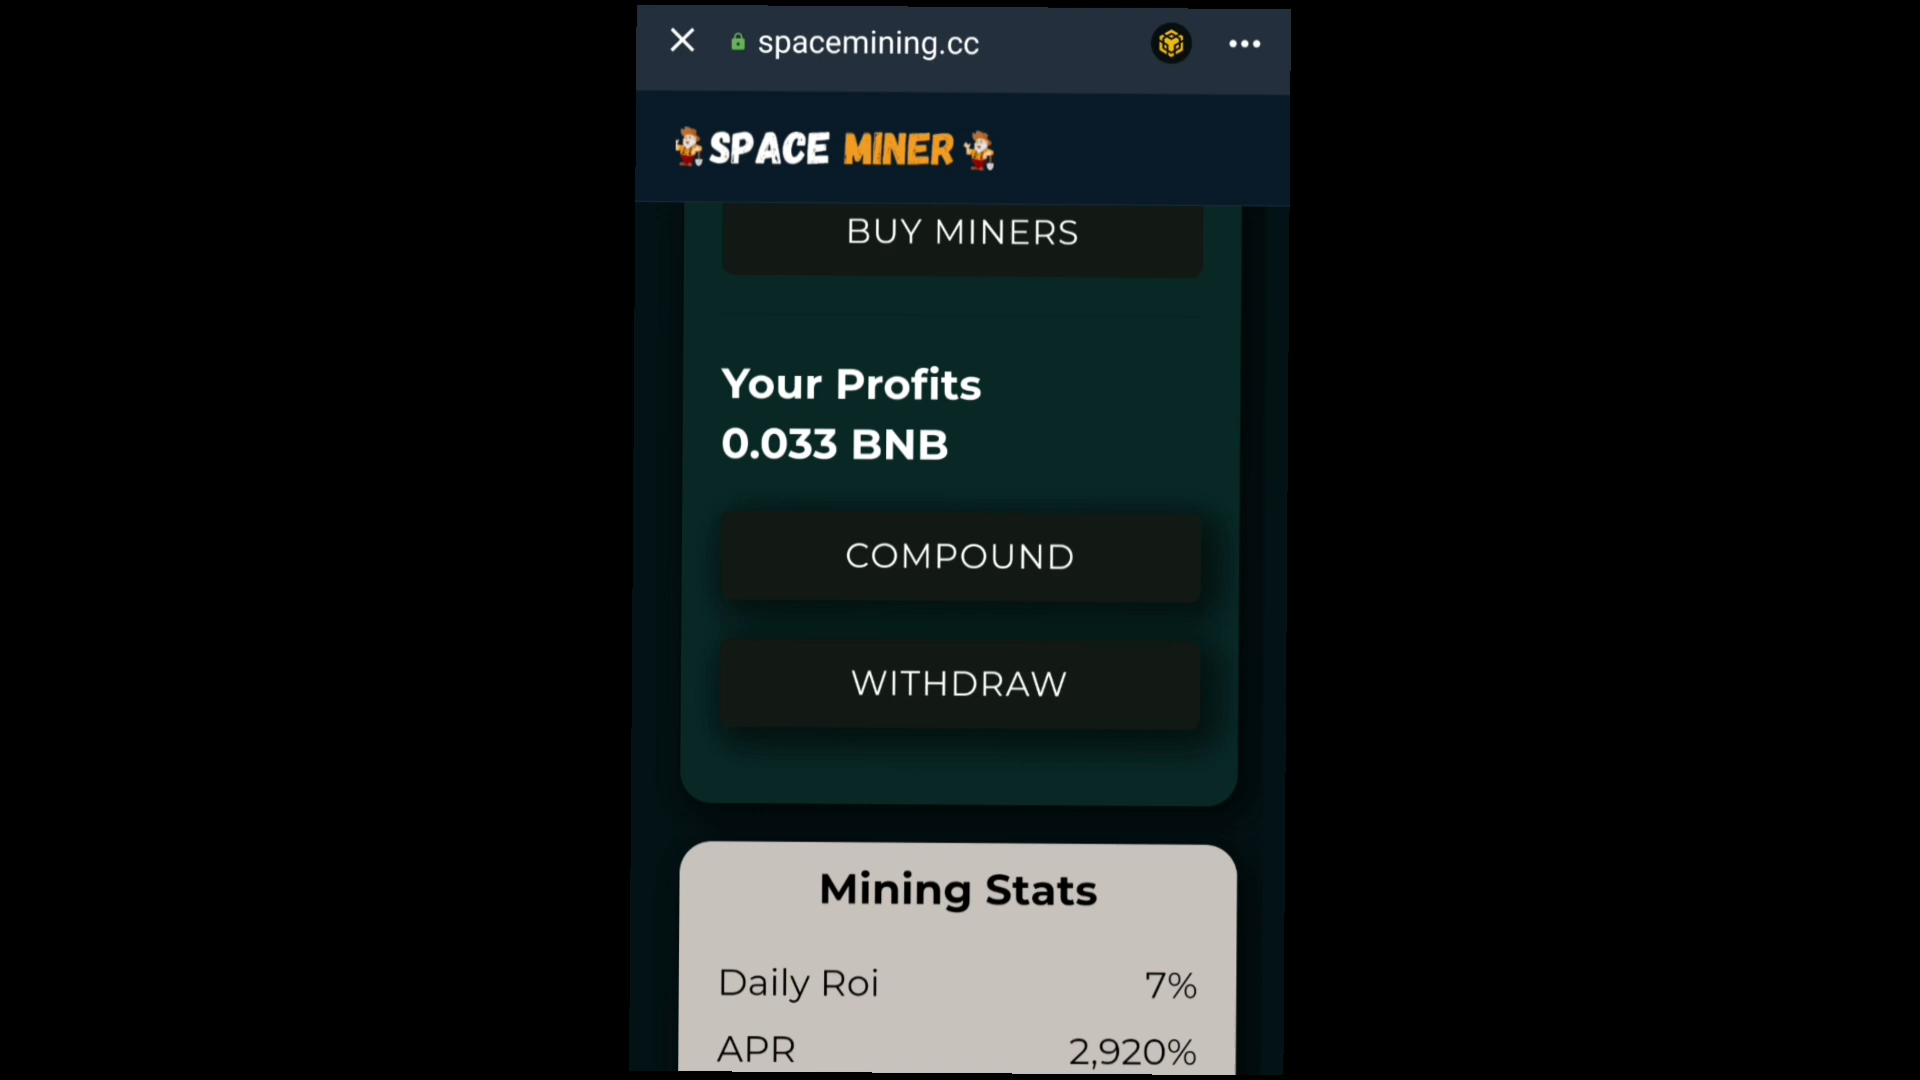 spacemining.cc
SPACE MINER
BUY MINERS
Your Profits
0.033 BNB
COMPOUND
WITHDRAW
Mining Stats
Daily Roi 7%
APR 2,920%